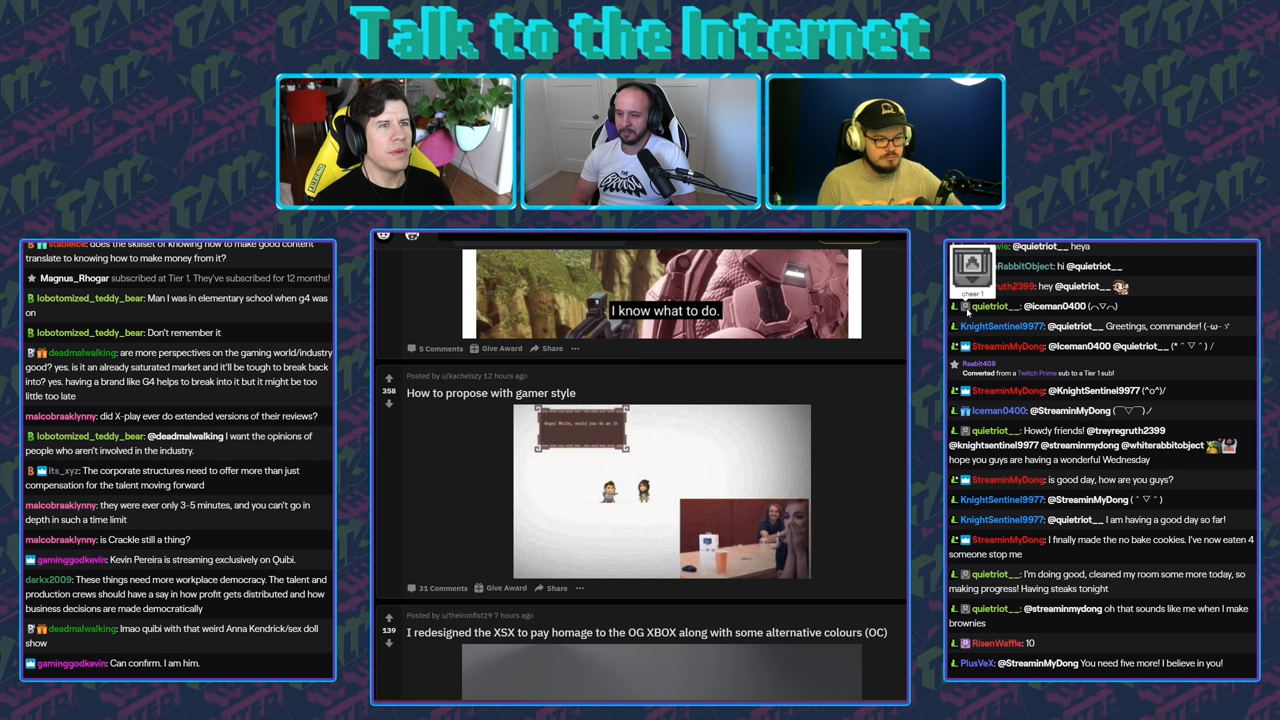 Talk to the Internet
stableice: does the skillset of knowing how to make good content
translate to knowing how to make money from it?
Magnus_Rhogar subscribed at Tier 1. They've subscribed for 12 months!
lobotomized_teddy_bear: Man I was in elementary school when g4 was
on
lobotomized_teddy_bear: Don't remember it
deadmalwalking: are more perspectives on the gaming world/industry
good? yes. is it an already saturated market and it'll be tough to break back
into? yes. having a brand like G4 helps to break into it but it might be too
little too late
malcobraaklynny: did X-play ever do extended versions of their reviews?
lobotomized_teddy_bear: @deadmalwalking I want the opinions of
people who aren't involved in the industry.
its_xyz: The corporate structures need to offer more than just
compensation for the talent moving forward
malcobraaklynny: they were ever only 3-5 minutes, and you can't go in
depth in such a time limit
malcobraaklynny: is Crackle still a thing?
gaminggodkevin: Kevin Pereira is streaming exclusively on Quibi.
darkx2009: These things need more workplace democracy. The talent and
production crews should have a say in how profit gets distributed and how
business decisions are made democratically
deadmalwalking: lmao quibi with that weird Anna Kendrick/sex doll
show
gaminggodkevin: Can confirm. I am him.
I know what to do.
5 Comments Give Award Share
Posted by u/kachelszy 12 hours ago
358
How to propose with gamer style
31 Comments Give Award Share
Posted by u/theironfist29 7 hours ago
139
I redesigned the XSX to pay homage to the OG XBOX along with some alternative colours (OC)
THE BROUSE
@quietriot__ heya
RabbitObject: hi @quietriot__
ruth2399: hey @quietriot__
cheer 1
quietriot__: @iceman0400 (⌒▽⌒)
KnightSentinel9977: @quietriot__ Greetings, commander! (-ω-ゞ
StreaminMyDong: @Iceman0400 @quietriot__ (* ˆ ▽ ˆ ) /
Raabit409
Converted from a Twitch Prime sub to a Tier 1 sub!
StreaminMyDong: @KnightSentinel9977 (^o^)/
Iceman0400: @StreaminMyDong (￣▽￣)ノ
quietriot__: Howdy friends! @treyregruth2399
@knightsentinel9977 @streaminmydong @whiterabbitobject
hope you guys are having a wonderful Wednesday
StreaminMyDong: is good day, how are you guys?
KnightSentinel9977: @StreaminMyDong ( ˆ ▽ ˆ )
KnightSentinel9977: @quietriot__ I am having a good day so far!
StreaminMyDong: I finally made the no bake cookies. I've now eaten 4
someone stop me
quietriot__: I'm doing good, cleaned my room some more today, so
making progress! Having steaks tonight
quietriot__: @streaminmydong oh that sounds like me when I make
brownies
RisenWaffle: 10
PlusVeX: @StreaminMyDong You need five more! I believe in you!